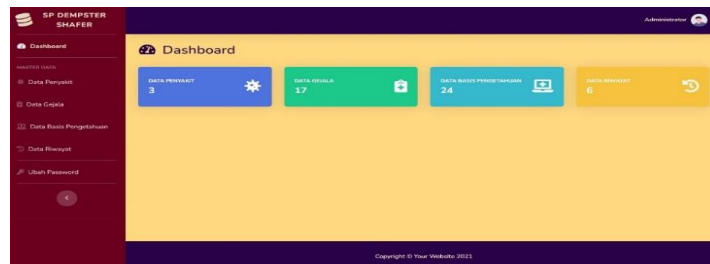 SP DEMPSTER
SHAFER
Administrator
Dashboard
Dashboard
MASTER DATA
Data Penyakit
Data Gejala
Data Basis Pengetahuan
Data Riwayat
Ubah Password
DATA PENYAKIT
3
DATA GEJALA
17
DATA BASIS PENGETAHUAN
24
DATA RIWAYAT
6
Copyright © Your Website 2021